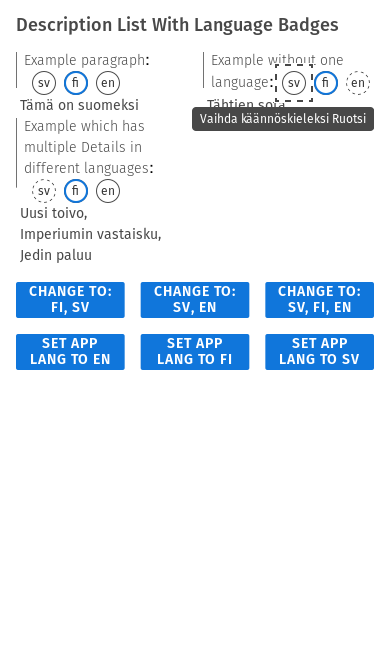 Description List With Language Badges
Example paragraph:
sv fi en
Tämä on suomeksi
Example without one
language: sv fi en
Tähtien sota
Vaihda käännöskieleksi Ruotsi
Example which has
multiple Details in
different languages:
sv fi en
Uusi toivo,
Imperiumin vastaisku,
Jedin paluu
CHANGE TO:
FI, SV
CHANGE TO:
SV, EN
CHANGE TO:
SV, FI, EN
SET APP
LANG TO EN
SET APP
LANG TO FI
SET APP
LANG TO SV